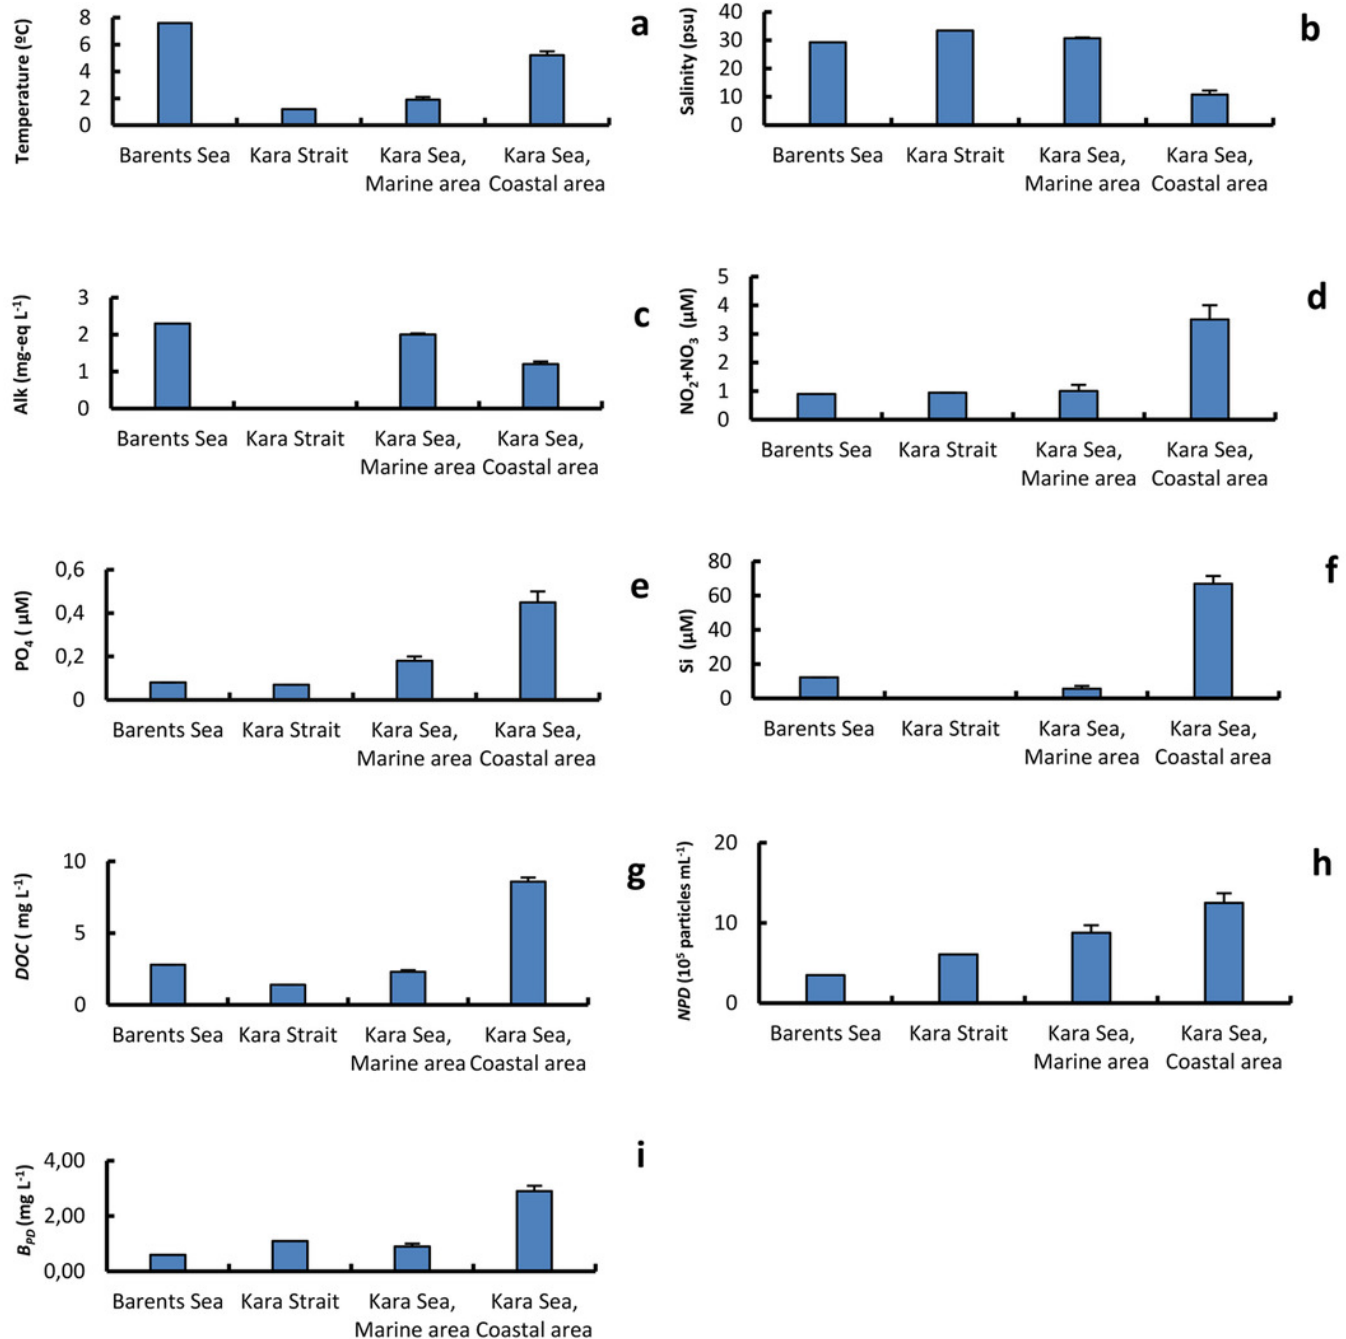 a
Temperature (ºC)
8
6
4
2
0
Barents Sea Kara Strait Kara Sea, Kara Sea,
Marine area Coastal area
b
Salinity (psu)
40
30
20
10
0
Barents Sea Kara Strait Kara Sea, Kara Sea,
Marine area Coastal area
c
Alk (mg-eq L⁻¹)
3
2
1
0
Barents Sea Kara Strait Kara Sea, Kara Sea,
Marine area Coastal area
d
NO₂+NO₃ (µM)
5
4
3
2
1
0
Barents Sea Kara Strait Kara Sea, Kara Sea,
Marine area Coastal area
e
PO₄ ( µM)
0,6
0,4
0,2
0
Barents Sea Kara Strait Kara Sea, Kara Sea,
Marine area Coastal area
f
Si (µM)
80
60
40
20
0
Barents Sea Kara Strait Kara Sea, Kara Sea,
Marine area Coastal area
g
DOC ( mg L⁻¹)
10
5
0
Barents Sea Kara Strait Kara Sea, Kara Sea,
Marine area Coastal area
h
NPD (10⁵ particles mL⁻¹)
20
10
0
Barents Sea Kara Strait Kara Sea, Kara Sea,
Marine area Coastal area
i
B_PD (mg L⁻¹)
4,00
2,00
0,00
Barents Sea Kara Strait Kara Sea, Kara Sea,
Marine area Coastal area